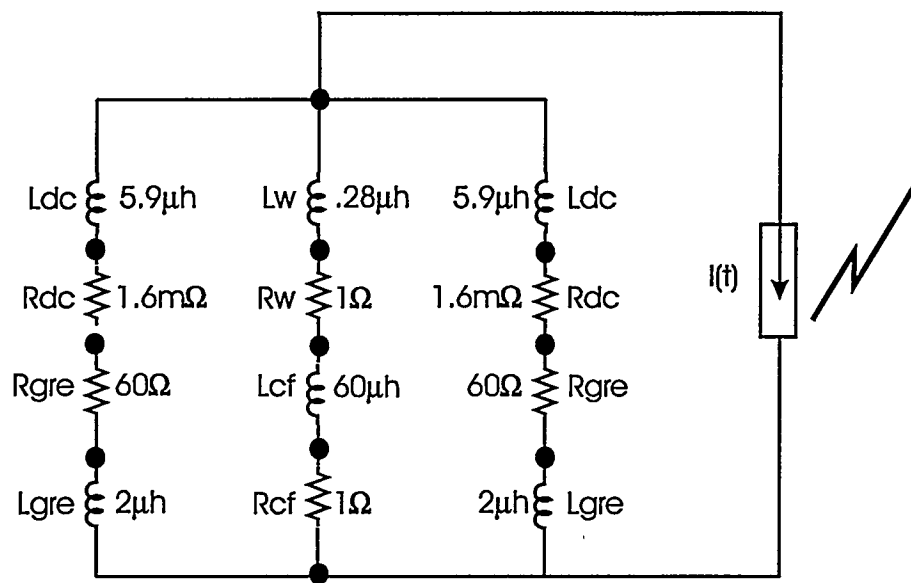 Ldc 5.9μh Lw .28μh 5.9μh Ldc
Rdc 1.6mΩ Rw 1Ω 1.6mΩ Rdc
I(t)
Rgre 60Ω Lcf 60μh 60Ω Rgre
Lgre 2μh Rcf 1Ω 2μh Lgre